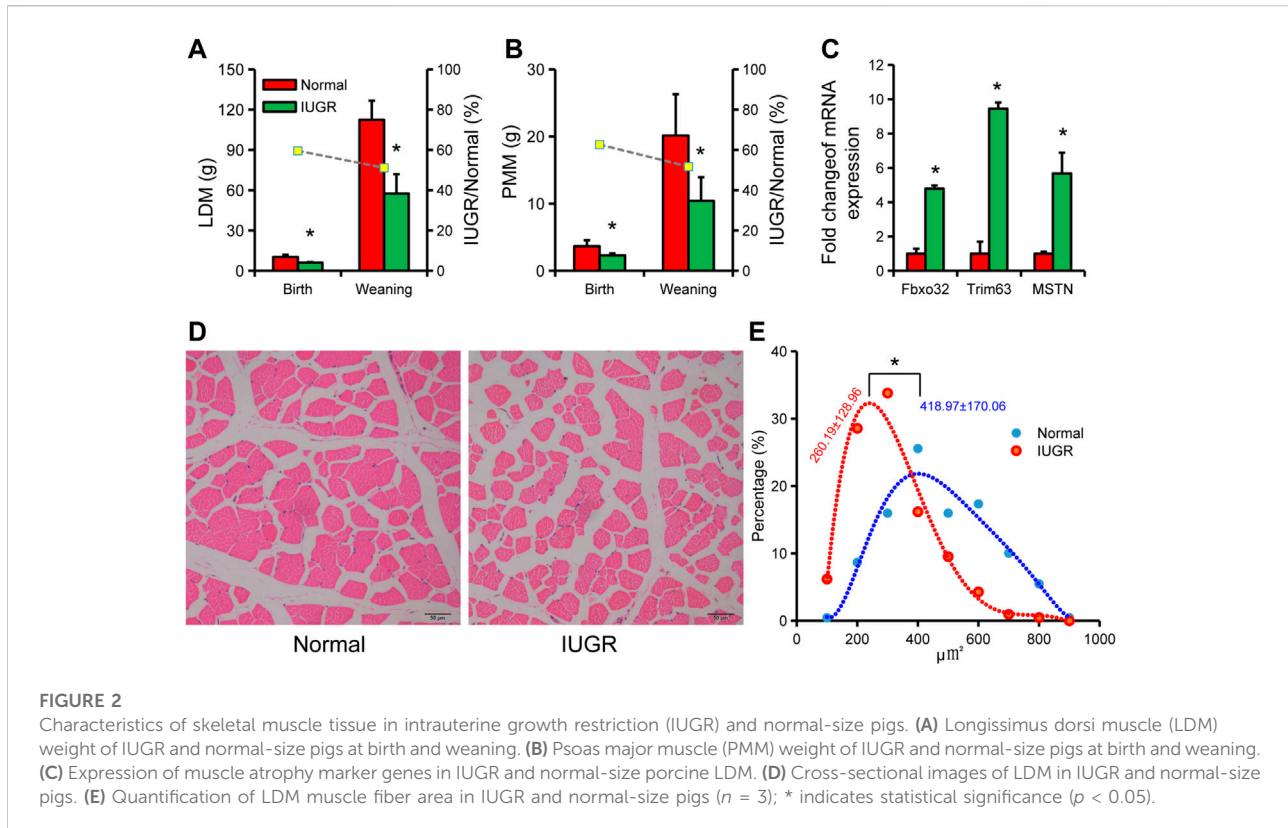 A
150
120
90
60
30
0
LDM (g)
Normal
IUGR
100
80
60
40
20
0
IUGR/Normal (%)
Birth Weaning
B
30
20
10
0
PMM (g)
100
80
60
40
20
0
IUGR/Normal (%)
Birth Weaning
C
12
10
8
6
4
2
0
Fold changeof mRNA
expression
*
*
*
*
*
*
*
Fbxo32 Trim63 MSTN
D
50 µm
50 µm
Normal IUGR
E
40
30
20
10
0
Percentage (%)
*
260.19±128.96
418.97±170.06
Normal
IUGR
0 200 400 600 800 1000
µm²
FIGURE 2
Characteristics of skeletal muscle tissue in intrauterine growth restriction (IUGR) and normal-size pigs. (A) Longissimus dorsi muscle (LDM)
weight of IUGR and normal-size pigs at birth and weaning. (B) Psoas major muscle (PMM) weight of IUGR and normal-size pigs at birth and weaning.
(C) Expression of muscle atrophy marker genes in IUGR and normal-size porcine LDM. (D) Cross-sectional images of LDM in IUGR and normal-size
pigs. (E) Quantification of LDM muscle fiber area in IUGR and normal-size pigs (n = 3); * indicates statistical significance (p < 0.05).